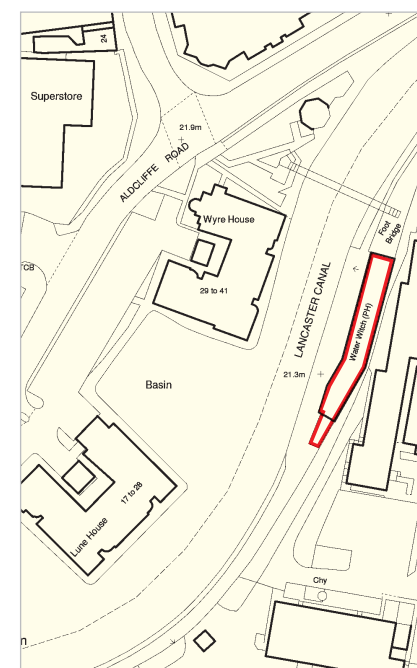 24
Superstore
21.9m
ALDCLIFFE ROAD
Wyre House
Foot
Bridge
CB
29 to 41
LANCASTER CANAL
Water Witch (PH)
21.3m
Basin
17 to 28
Lune House
Chy
n